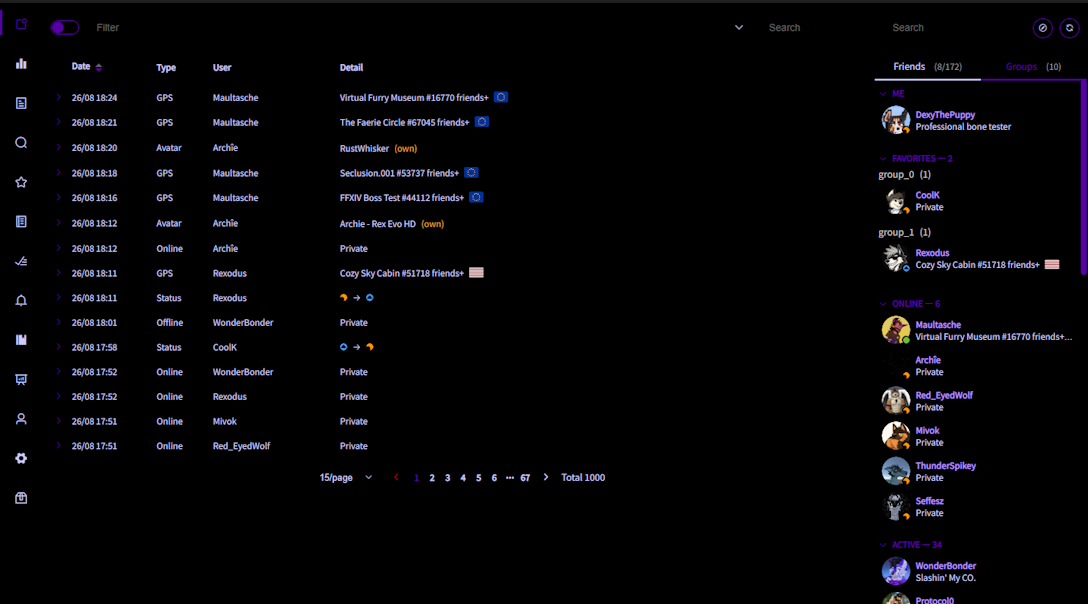 Filter
Search
Search
Date Type User Detail
26/08 18:24 GPS Maultasche Virtual Furry Museum #16770 friends+
26/08 18:21 GPS Maultasche The Faerie Circle #67045 friends+
26/08 18:20 Avatar Archîe RustWhisker (own)
26/08 18:18 GPS Maultasche Seclusion.001 #53737 friends+
26/08 18:16 GPS Maultasche FFXIV Boss Test #44112 friends+
26/08 18:12 Avatar Archîe Archie - Rex Evo HD (own)
26/08 18:12 Online Archîe Private
26/08 18:11 GPS Rexodus Cozy Sky Cabin #51718 friends+
26/08 18:11 Status Rexodus →
26/08 18:01 Offline WonderBonder Private
26/08 17:58 Status CoolK →
26/08 17:52 Online WonderBonder Private
26/08 17:52 Online Rexodus Private
26/08 17:51 Online Mivok Private
26/08 17:51 Online Red_EyedWolf Private
15/page 1 2 3 4 5 6 ··· 67 Total 1000
Friends (8/172) Groups (10)
ME
DexyThePuppy
Professional bone tester
FAVORITES — 2
group_0 (1)
CoolK
Private
group_1 (1)
Rexodus
Cozy Sky Cabin #51718 friends+
ONLINE — 6
Maultasche
Virtual Furry Museum #16770 friends+...
Archîe
Private
Red_EyedWolf
Private
Mivok
Private
ThunderSpikey
Private
Seffesz
Private
ACTIVE — 34
WonderBonder
Slashin' My CO.
Protocol0